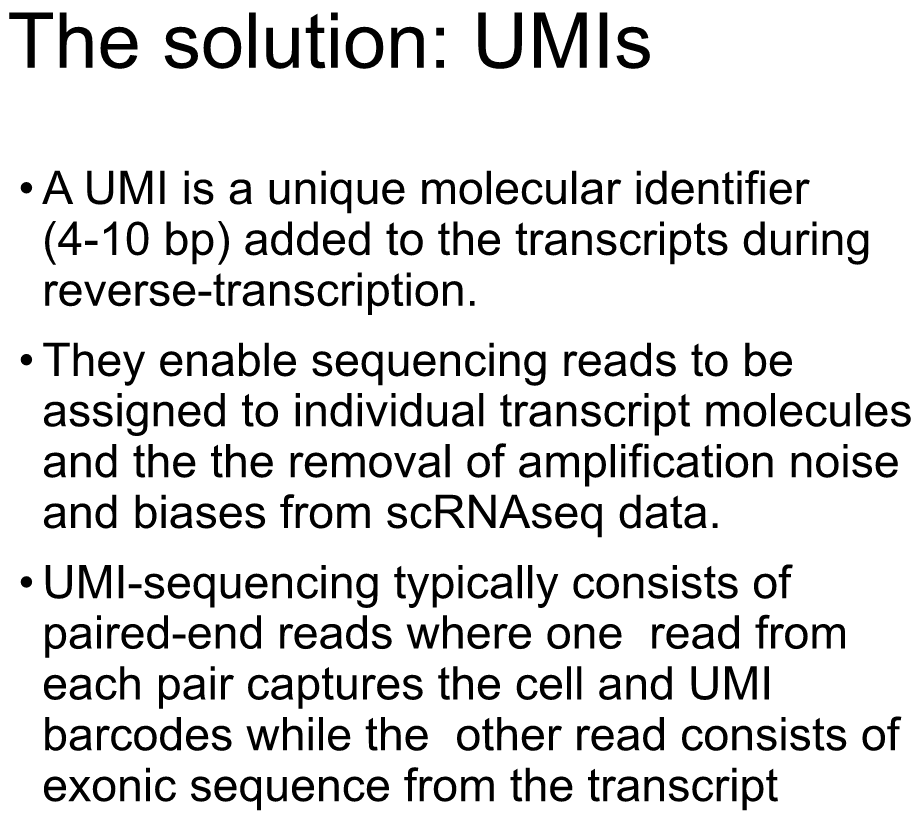 The solution: UMIs
• A UMI is a unique molecular identifier
(4-10 bp) added to the transcripts during
reverse-transcription.
• They enable sequencing reads to be
assigned to individual transcript molecules
and the the removal of amplification noise
and biases from scRNAseq data.
• UMI-sequencing typically consists of
paired-end reads where one  read from
each pair captures the cell and UMI
barcodes while the  other read consists of
exonic sequence from the transcript